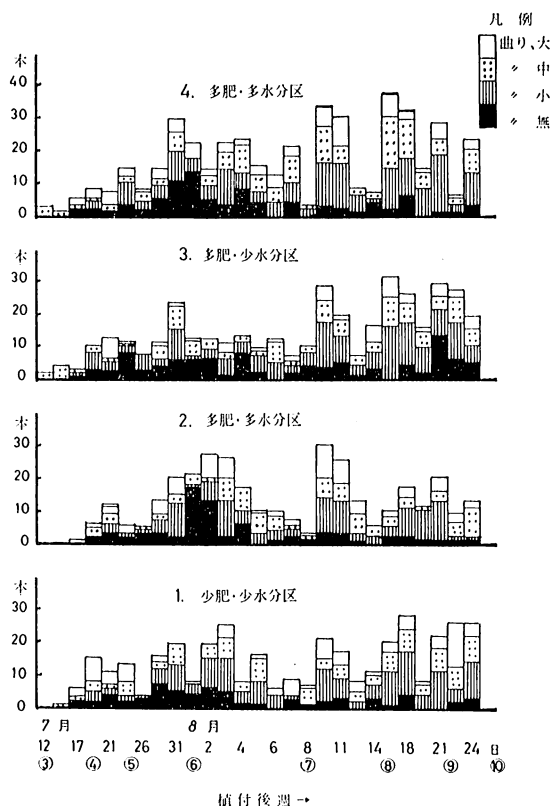 凡例
曲り、大
〃 中
〃 小
〃 無
本
40
30
20
10
0
4. 多肥・多水分区
本
30
20
10
0
3. 多肥・少水分区
本
30
20
10
0
2. 多肥・多水分区
本
30
20
10
0
1. 少肥・少水分区
7月 8月
12 17 21 26 31 2 4 6 8 11 14 18 21 24 日
③ ④ ⑤ ⑥ ⑦ ⑧ ⑨ ⑩
植付後週→